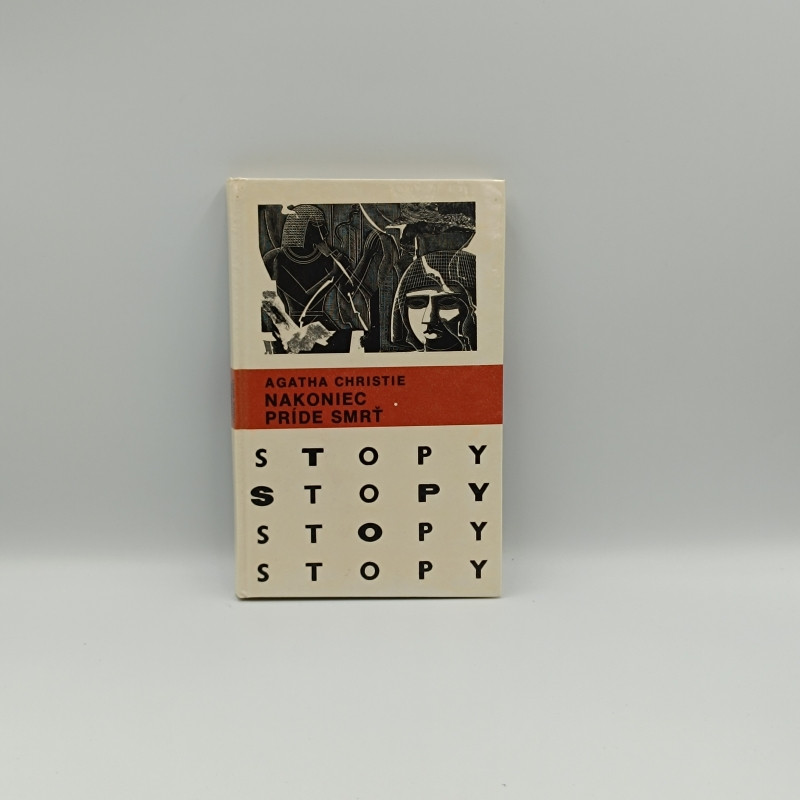 AGATHA CHRISTIE
NAKONIEC
PRÍDE SMRŤ
S T O P Y
S T O P Y
S T O P Y
S T O P Y